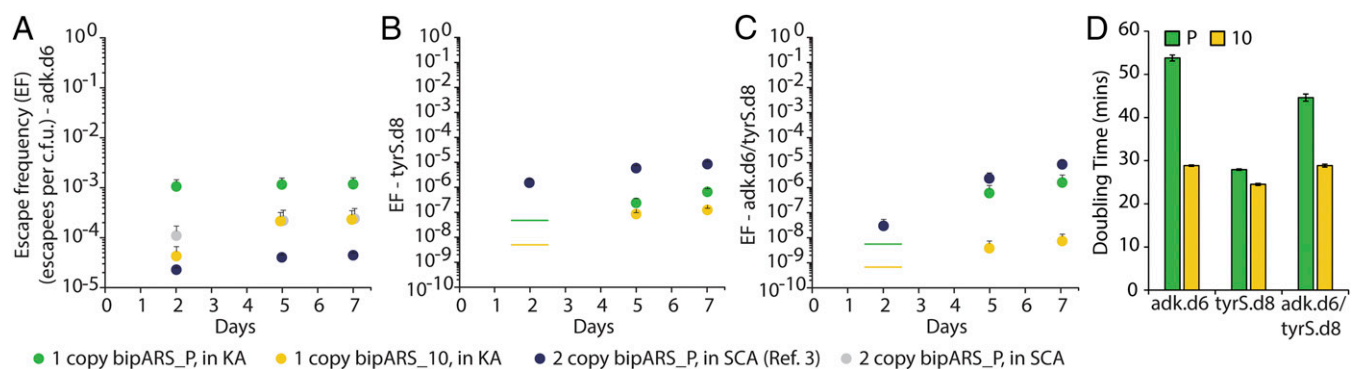 A
Escape frequency (EF)
(escapees per c.f.u.) - adk.d6
10⁰
10⁻¹
10⁻²
10⁻³
10⁻⁴
10⁻⁵
0 1 2 3 4 5 6 7
Days
B
EF - tyrS.d8
10⁰
10⁻¹
10⁻²
10⁻³
10⁻⁴
10⁻⁵
10⁻⁶
10⁻⁷
10⁻⁸
10⁻⁹
10⁻¹⁰
0 1 2 3 4 5 6 7
Days
C
EF - adk.d6/tyrS.d8
10⁰
10⁻¹
10⁻²
10⁻³
10⁻⁴
10⁻⁵
10⁻⁶
10⁻⁷
10⁻⁸
10⁻⁹
10⁻¹⁰
0 1 2 3 4 5 6 7
Days
D
P 10
Doubling Time (mins)
60
50
40
30
20
10
0
adk.d6 tyrS.d8 adk.d6/
tyrS.d8
1 copy bipARS_P, in KA 1 copy bipARS_10, in KA 2 copy bipARS_P, in SCA (Ref. 3) 2 copy bipARS_P, in SCA